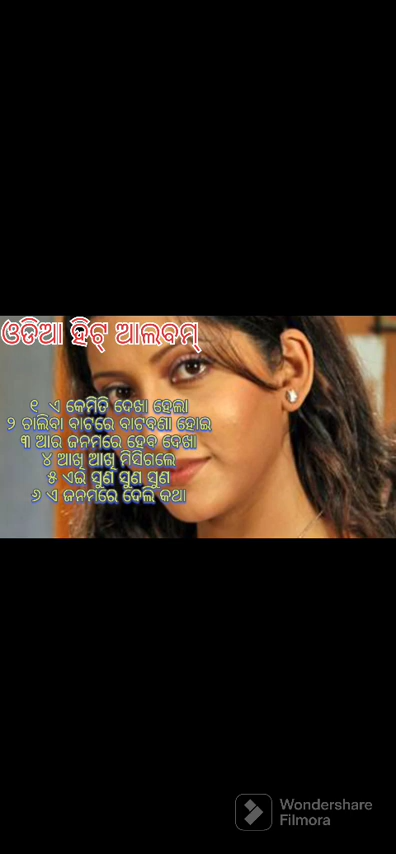 ଓଡିଆ ହିଟ୍ ଆଲବମ୍
୧ ଏ କେମିତି ଦେଖା ହେଲା
୨ ଚାଲିବା ବାଟରେ ବାଟବଣା ହୋଇ
୩ ଆର ଜନମରେ ହେବ ଦେଖା
୪ ଆଖି ଆଖି ମିସିଗଲେ
୫ ଏଇ ସୁଣ ସୁଣ ସୁଣ
୬ ଏ ଜନମରେ ଦେଲି କଥା
Wondershare
Filmora